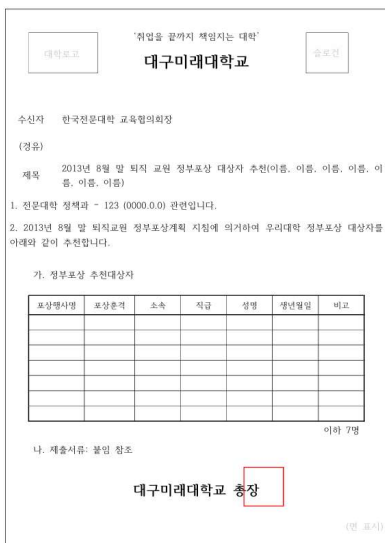 '취업을 끝까지 책임지는 대학'
대학로고
대구미래대학교
슬로건
수신자 한국전문대학 교육협의회장
(경유)
제목 2013년 8월 말 퇴직 교원 정부포상 대상자 추천(이름, 이름, 이름, 이름, 이
름, 이름, 이름)
1. 전문대학 정책과 - 123 (0000.0.0) 관련입니다.
2. 2013년 8월 말 퇴직교원 정부포상계획 지침에 의거하여 우리대학 정부포상 대상자를
아래와 같이 추천합니다.
가. 정부포상 추천대상자
포상행사명 포상훈격 소속 직급 성명 생년월일 비고
이하 7명
나. 제출서류: 붙임 참조
대구미래대학교 총장
(면 표시)